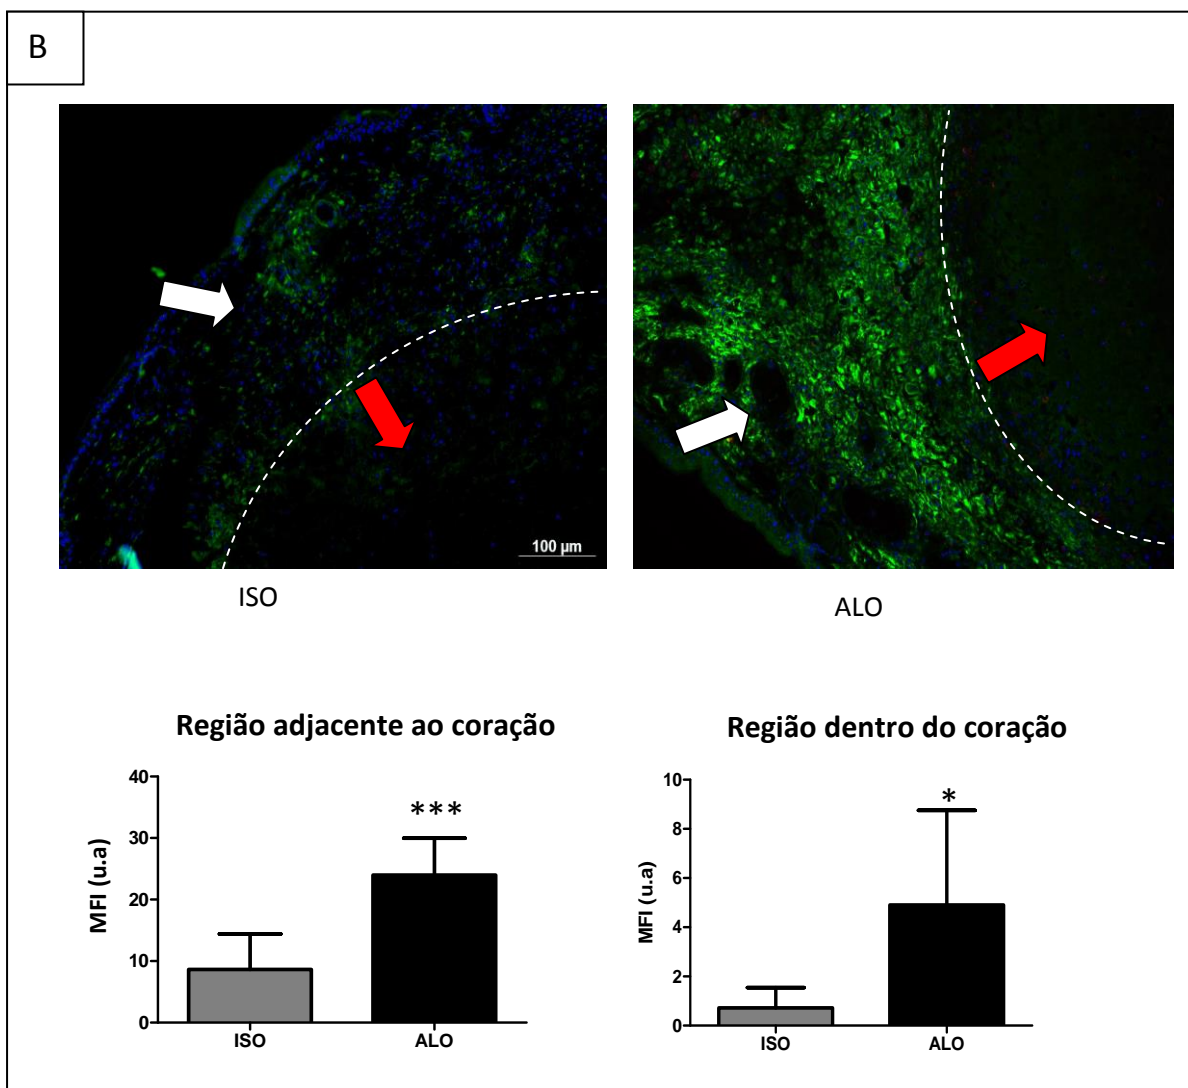 B
100 µm
ISO
ALO
Região adjacente ao coração
MFI (u.a)
40
30
20
10
0
***
ISO
ALO
Região dentro do coração
MFI (u.a)
10
8
6
4
2
0
*
ISO
ALO